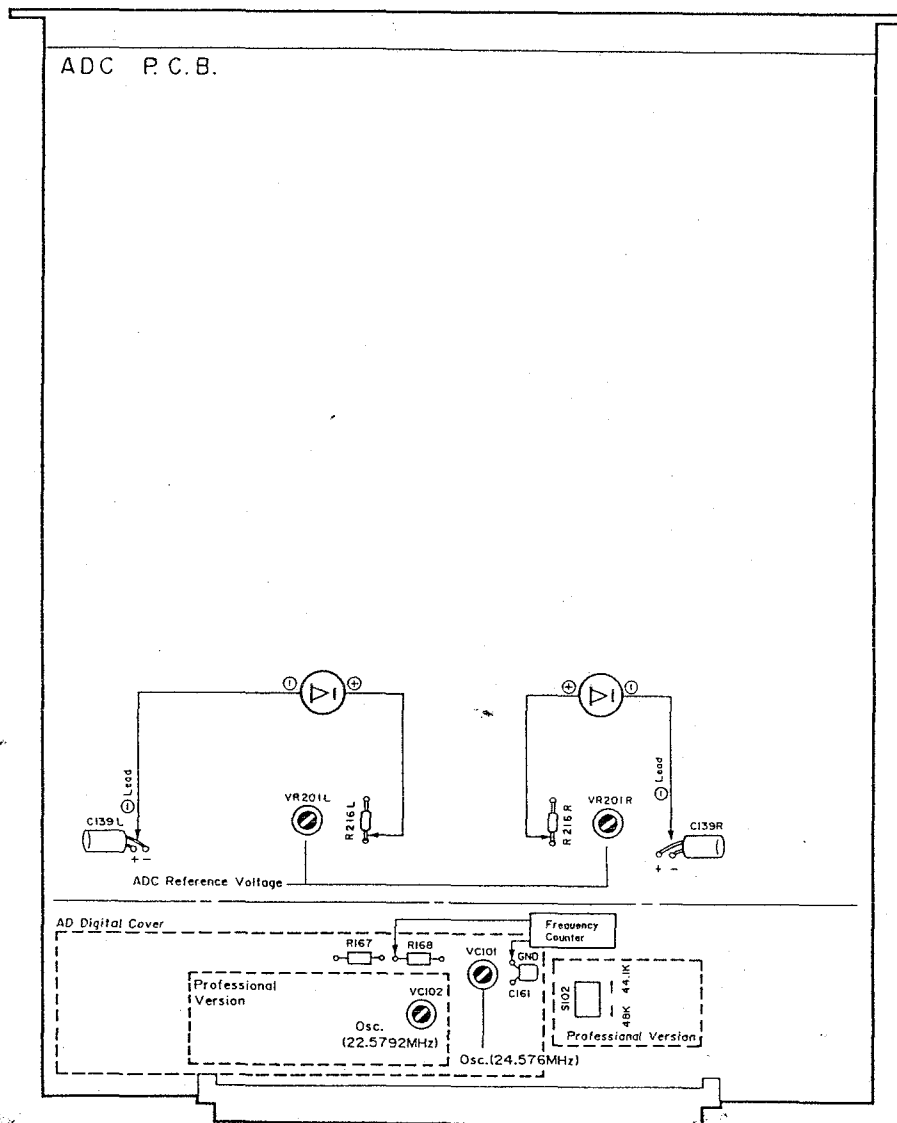 ADC P.C.B.
⊖ ⊕
⊕ ⊖
⊖ Lead
⊖ Lead
VR201L
VR201R
C139L
R216L
R216R
C139R
+ -
+ -
ADC Reference Voltage
AD Digital Cover
Frequency
Counter
R167
R168
VC101
GND
C161
Professional
Version
VC102
Osc.
(22.5792MHz)
Osc.(24.576MHz)
S102
48K 44.1K
Professional Version